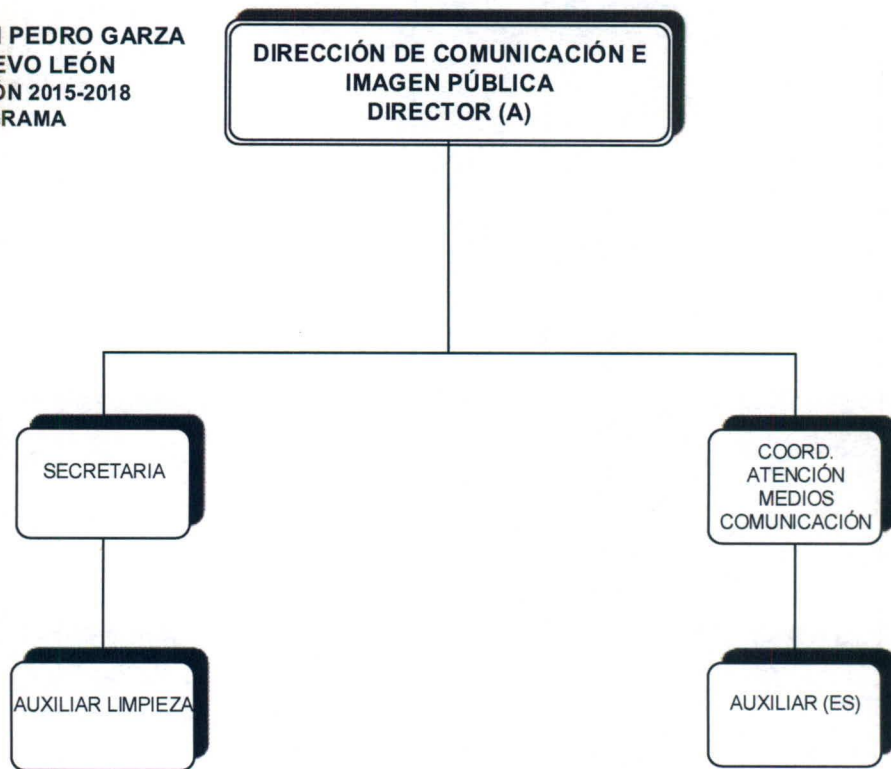 PEDRO GARZA
EVO LEÓN
ÓN 2015-2018
RAMA
DIRECCIÓN DE COMUNICACIÓN E
IMAGEN PÚBLICA
DIRECTOR (A)
SECRETARIA
COORD.
ATENCIÓN
MEDIOS
COMUNICACIÓN
AUXILIAR LIMPIEZA
AUXILIAR (ES)